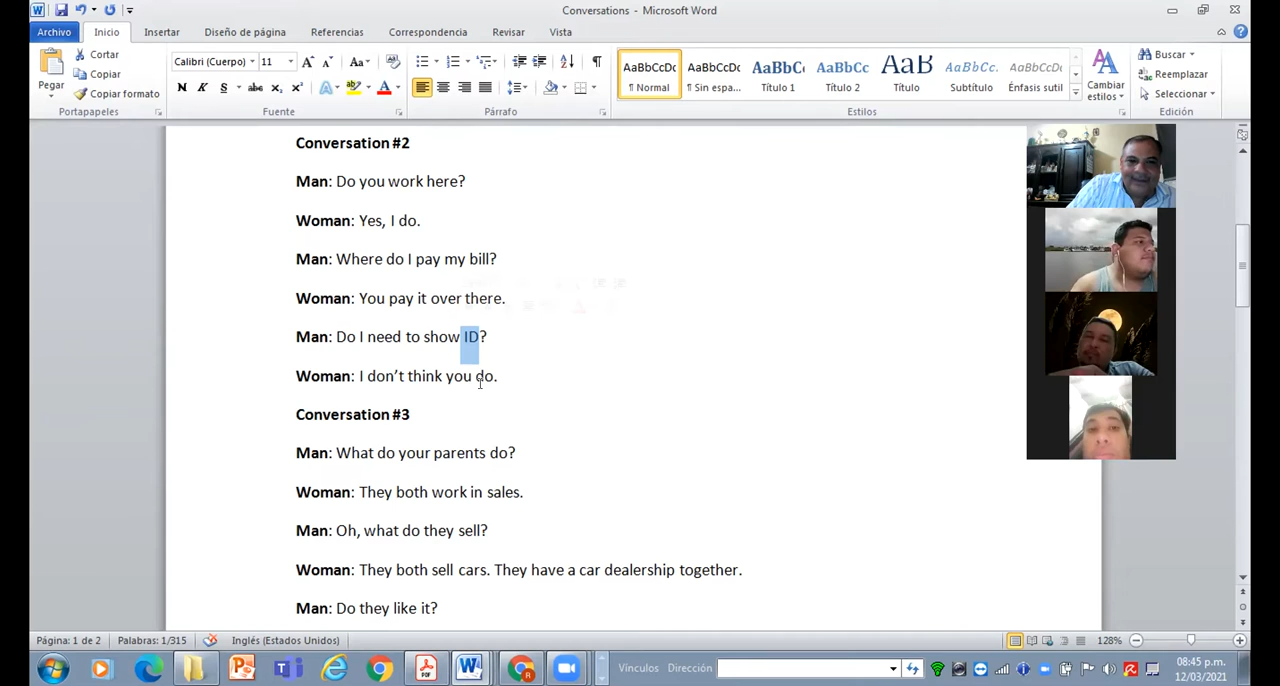 Conversations - Microsoft Word
Archivo Inicio Insertar Diseño de página Referencias Correspondencia Revisar Vista
Pegar
Cortar
Copiar
Copiar formato
Portapapeles
Calibri (Cuerpo) 11
Fuente
Párrafo
AaBbCcDc AaBbCcDc AaBbC AaBbCc AaB AaBbCc. AaBbCcDc
¶ Normal ¶ Sin espa... Título 1 Título 2 Título Subtítulo Énfasis sutil
Estilos
Cambiar estilos
Buscar
Reemplazar
Seleccionar
Edición
Conversation #2
Man: Do you work here?
Woman: Yes, I do.
Man: Where do I pay my bill?
Woman: You pay it over there.
Man: Do I need to show ID?
Woman: I don’t think you do.
Conversation #3
Man: What do your parents do?
Woman: They both work in sales.
Man: Oh, what do they sell?
Woman: They both sell cars. They have a car dealership together.
Man: Do they like it?
Página: 1 de 2 Palabras: 1/315 Inglés (Estados Unidos) 128%
Vínculos Dirección
08:45 p.m.
12/03/2021